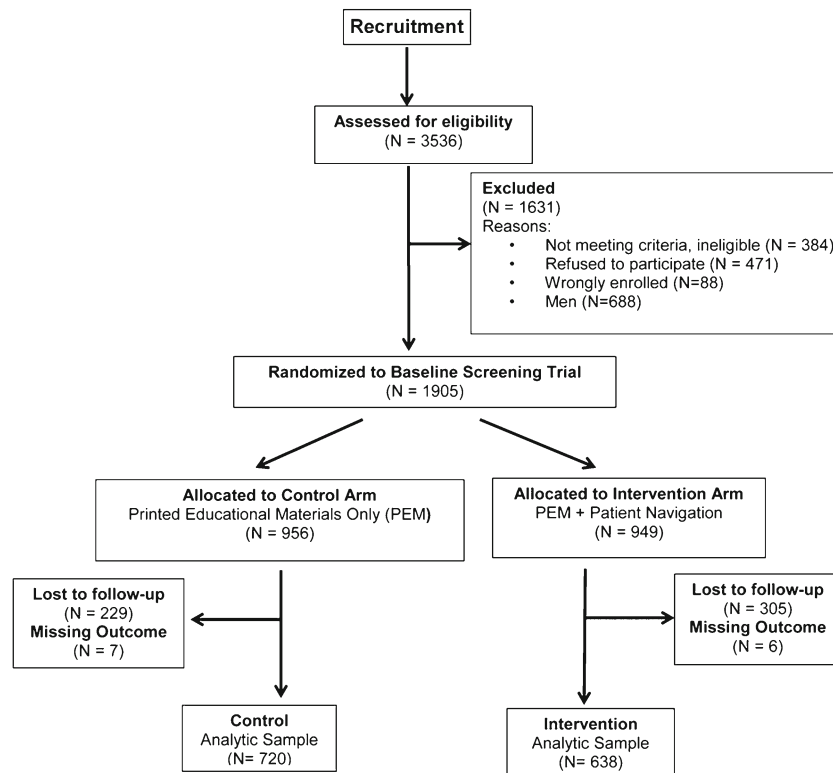 Recruitment
Assessed for eligibility
(N = 3536)
Excluded
(N = 1631)
Reasons:
• Not meeting criteria, ineligible (N = 384)
• Refused to participate (N = 471)
• Wrongly enrolled (N=88)
• Men (N=688)
Randomized to Baseline Screening Trial
(N = 1905)
Allocated to Control Arm
Printed Educational Materials Only (PEM)
N = 956)
Allocated to Intervention Arm
PEM + Patient Navigation
N = 949)
Lost to follow-up
(N = 229)
Missing Outcome
(N = 7)
Lost to follow-up
(N = 305)
Missing Outcome
(N = 6)
Control
Analytic Sample
(N= 720)
Intervention
Analytic Sample
(N= 638)